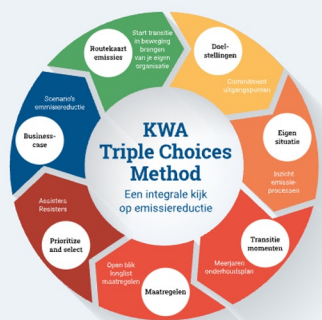 KWA
Triple Choices
Method
Een integrale kijk
op emissiereductie
Doel-
stellingen
Commitment
uitgangspunten
Eigen
situatie
Inzicht
emissie-
processen
Transitie
momenten
Meerjaren
onderhoudsplan
Maatregelen
Open blik
longlist
maatregelen
Prioritize
and select
Assisters
Resisters
Business-
case
Scenario's
emmissiereductie
Routekaart
emissies
Start transitie
in beweging
brengen
van je eigen
organisatie